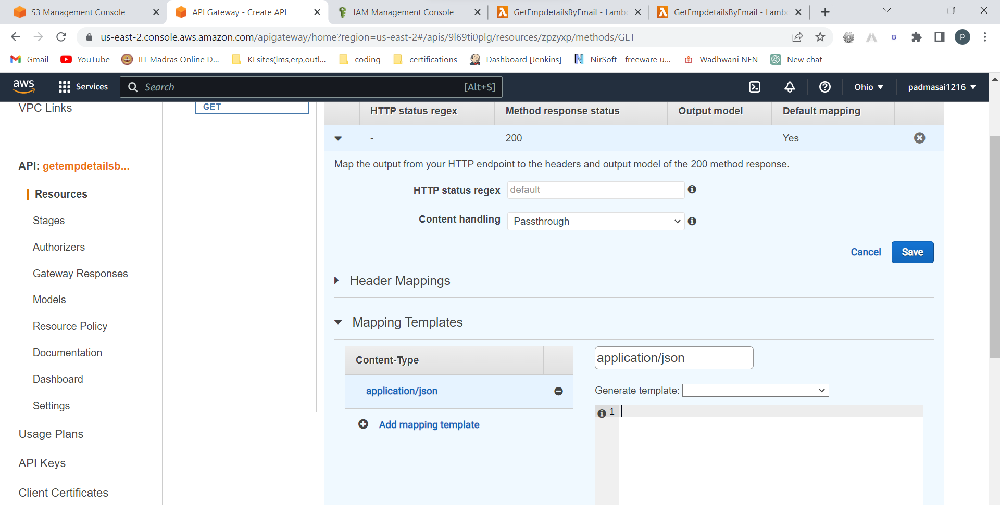 S3 Management Console
API Gateway - Create API
IAM Management Console
GetEmpdetailsByEmail - Lambd
GetEmpdetailsByEmail - Lambd
us-east-2.console.aws.amazon.com/apigateway/home?region=us-east-2#/apis/9l69ti0plg/resources/zpzyxp/methods/GET
B
P
Gmail
YouTube
IIT Madras Online D...
KLsites(lms,erp,outl...
coding
certifications
Dashboard [Jenkins]
NirSoft - freeware u...
Wadhwani NEN
New chat
aws
Services
Search
[Alt+S]
Ohio
padmasai1216
VPC Links
API: getempdetailsb...
Resources
Stages
Authorizers
Gateway Responses
Models
Resource Policy
Documentation
Dashboard
Settings
Usage Plans
API Keys
Client Certificates
GET
HTTP status regex Method response status Output model Default mapping
- 200 Yes
Map the output from your HTTP endpoint to the headers and output model of the 200 method response.
HTTP status regex default
Content handling Passthrough
Cancel Save
Header Mappings
Mapping Templates
Content-Type
application/json
Add mapping template
application/json
Generate template:
1